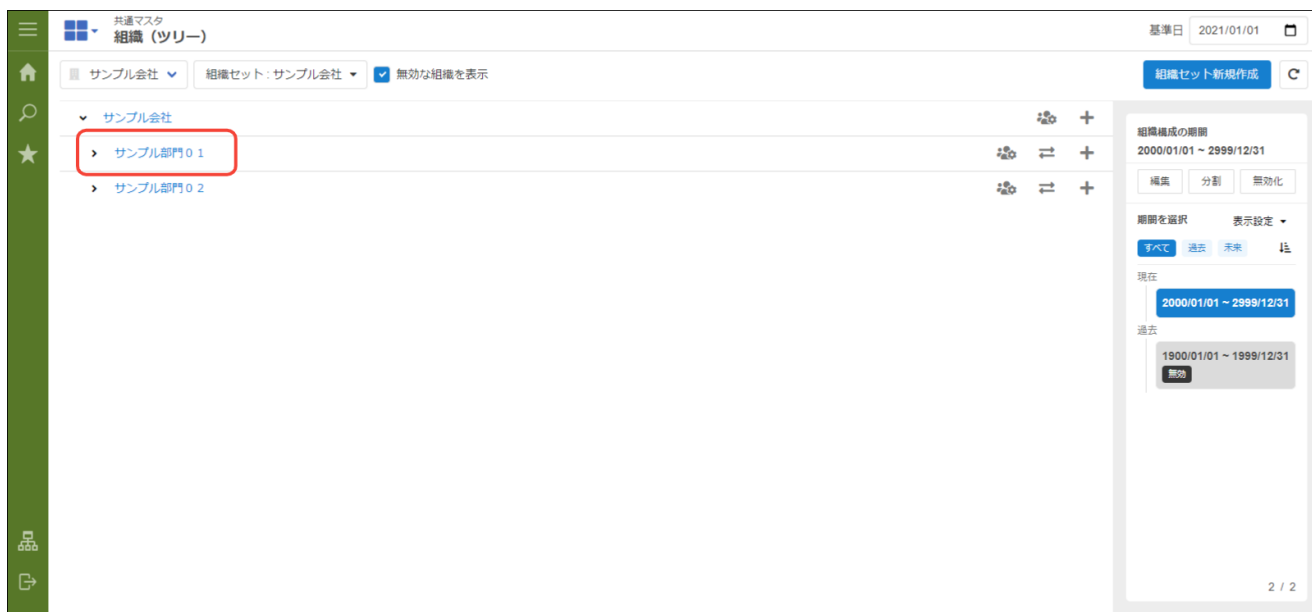 共通マスタ
組織（ツリー）
基準日 2021/01/01
サンプル会社 組織セット : サンプル会社 無効な組織を表示
組織セット新規作成
サンプル会社
サンプル部門０１
サンプル部門０２
組織構成の期間
2000/01/01 ~ 2999/12/31
編集 分割 無効化
期間を選択 表示設定
すべて 過去 未来
現在
2000/01/01 ~ 2999/12/31
過去
1900/01/01 ~ 1999/12/31
無効
2 / 2